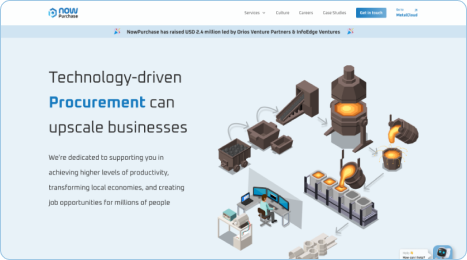 now
Purchase
Services
Culture
Careers
Case Studies
Get in touch!
MetalCloud
NowPurchase has raised USD 2.4 million led by Orios Venture Partners & InfoEdge Ventures
Technology-driven
Procurement can
upscale businesses
We're dedicated to supporting you in
achieving higher levels of productivity,
transforming local economies, and creating
job opportunities for millions of people